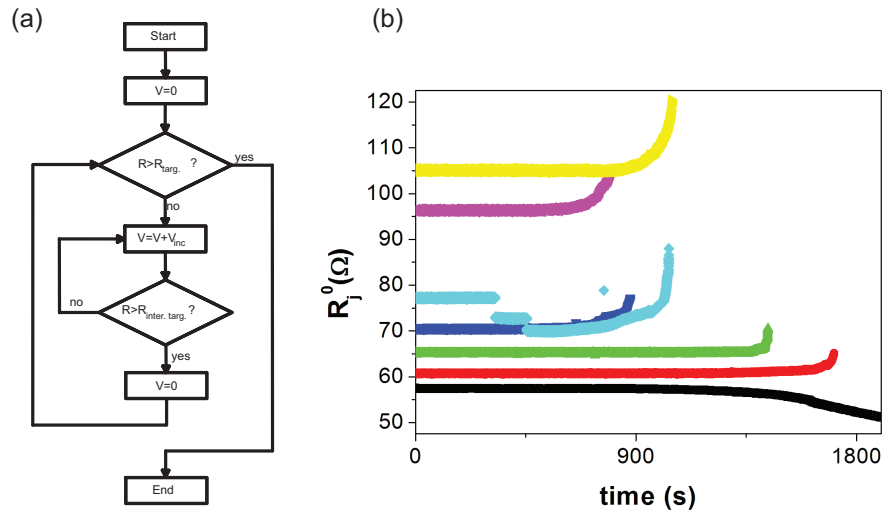 (a)
Start
V=0
R>Rtarg. ?
yes
no
V=V+Vinc
no
R>Rinter. targ. ?
yes
V=0
End
(b)
Rj0(Ω)
120
110
100
90
80
70
60
50
0
900
1800
time (s)